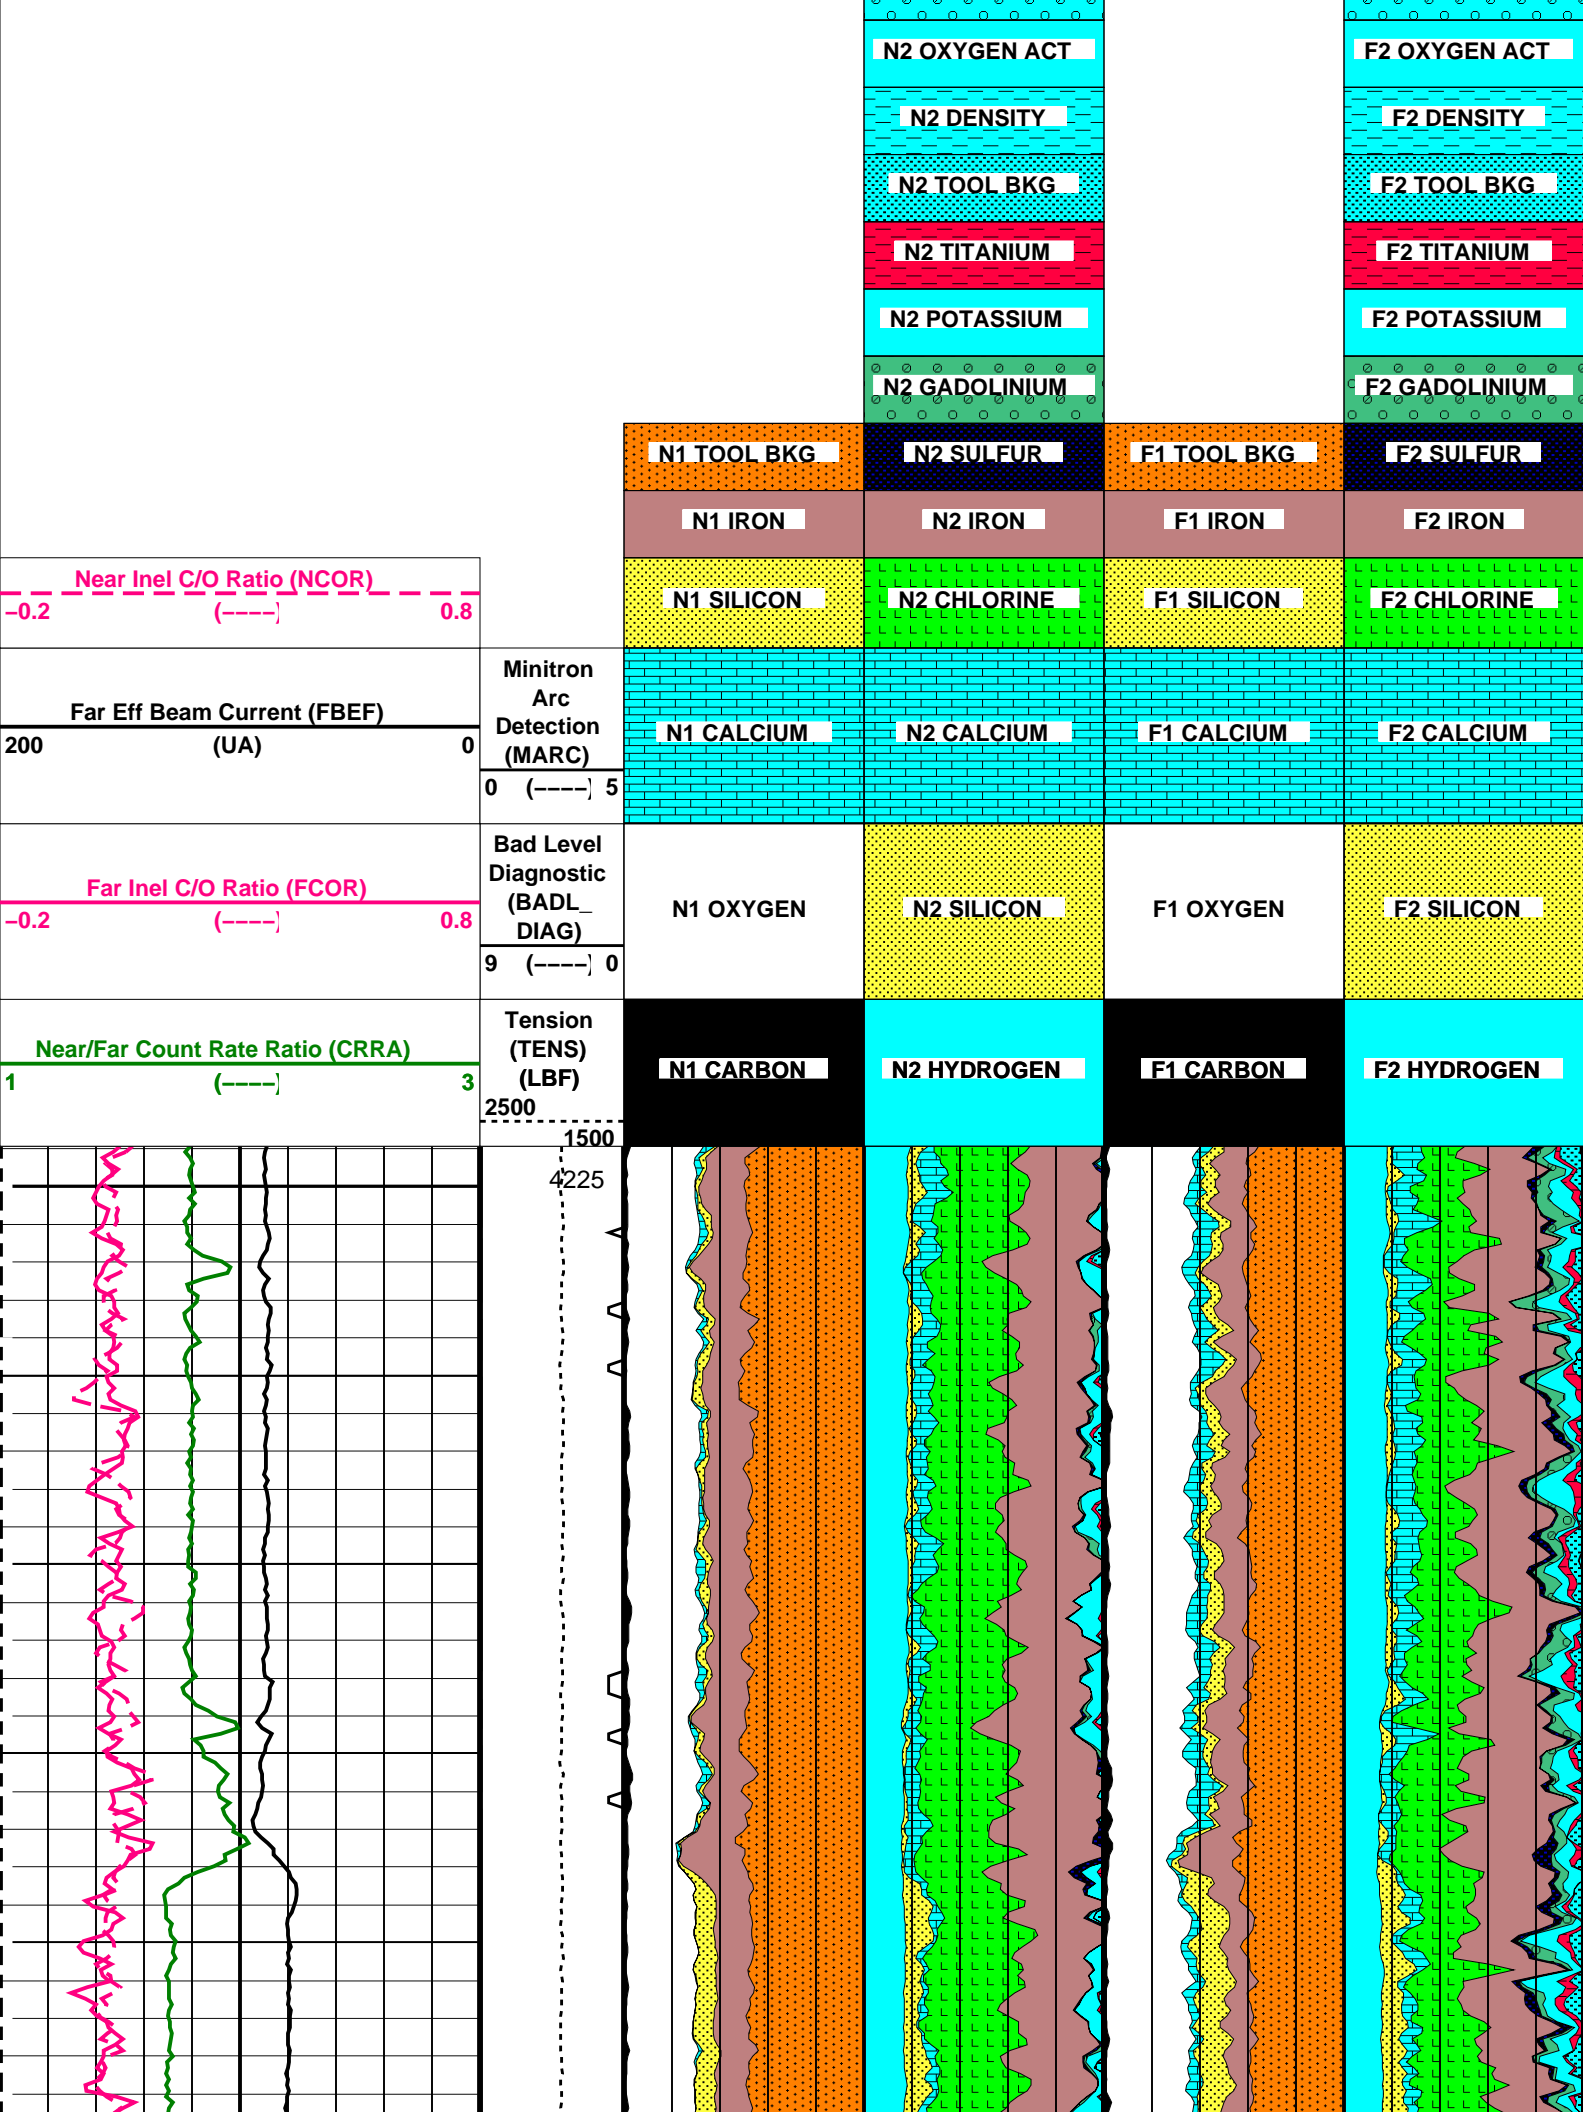 N2 OXYGEN ACT
F2 OXYGEN ACT
N2 DENSITY
F2 DENSITY
N2 TOOL BKG
F2 TOOL BKG
N2 TITANIUM
F2 TITANIUM
N2 POTASSIUM
F2 POTASSIUM
N2 GADOLINIUM
F2 GADOLINIUM
N1 TOOL BKG
N2 SULFUR
F1 TOOL BKG
F2 SULFUR
N1 IRON
N2 IRON
F1 IRON
F2 IRON
Near Inel C/O Ratio (NCOR)
−0.2 (−−−−) 0.8
N1 SILICON
N2 CHLORINE
F1 SILICON
F2 CHLORINE
Far Eff Beam Current (FBEF)
200 (UA) 0
Minitron
Arc
Detection
(MARC)
0 (−−−−) 5
N1 CALCIUM
N2 CALCIUM
F1 CALCIUM
F2 CALCIUM
Far Inel C/O Ratio (FCOR)
−0.2 (−−−−) 0.8
Bad Level
Diagnostic
(BADL_
DIAG)
9 (−−−−) 0
N1 OXYGEN
N2 SILICON
F1 OXYGEN
F2 SILICON
Near/Far Count Rate Ratio (CRRA)
1 (−−−−) 3
Tension
(TENS)
(LBF)
2500
1500
N1 CARBON
N2 HYDROGEN
F1 CARBON
F2 HYDROGEN
4225